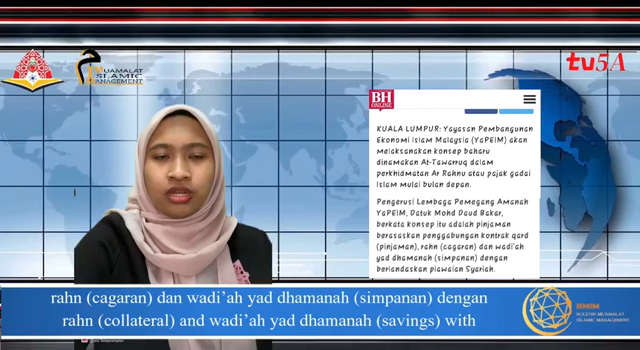 MUAMALAT
ISLAMIC
MANAGEMENT
tu5A
BH
ONLINE
KUALA LUMPUR: Yayasan Pembangunan
Ekonomi Islam Malaysia (YaPEIM) akan
melaksanakan konsep baharu
dinamakan At-Tawarruq dalam
perkhidmatan Ar Rahnu atau pajak gadai
Islam mulai bulan depan.
Pengerusi Lembaga Pemegang Amanah
YaPEIM, Datuk Mohd Daud Bakar,
berkata konsep itu adalah pinjaman
berasaskan penggabungan kontrak qard
(pinjaman), rahn (cagaran) dan wadi'ah
yad dhamanah (simpanan) dengan
berlandaskan piawaian Syariah.
rahn (cagaran) dan wadi'ah yad dhamanah (simpanan) dengan
rahn (collateral) and wadi'ah yad dhananah (savings) with
BMIM
BULETIN MUAMALAT
ISLAMIC MANAGEMENT